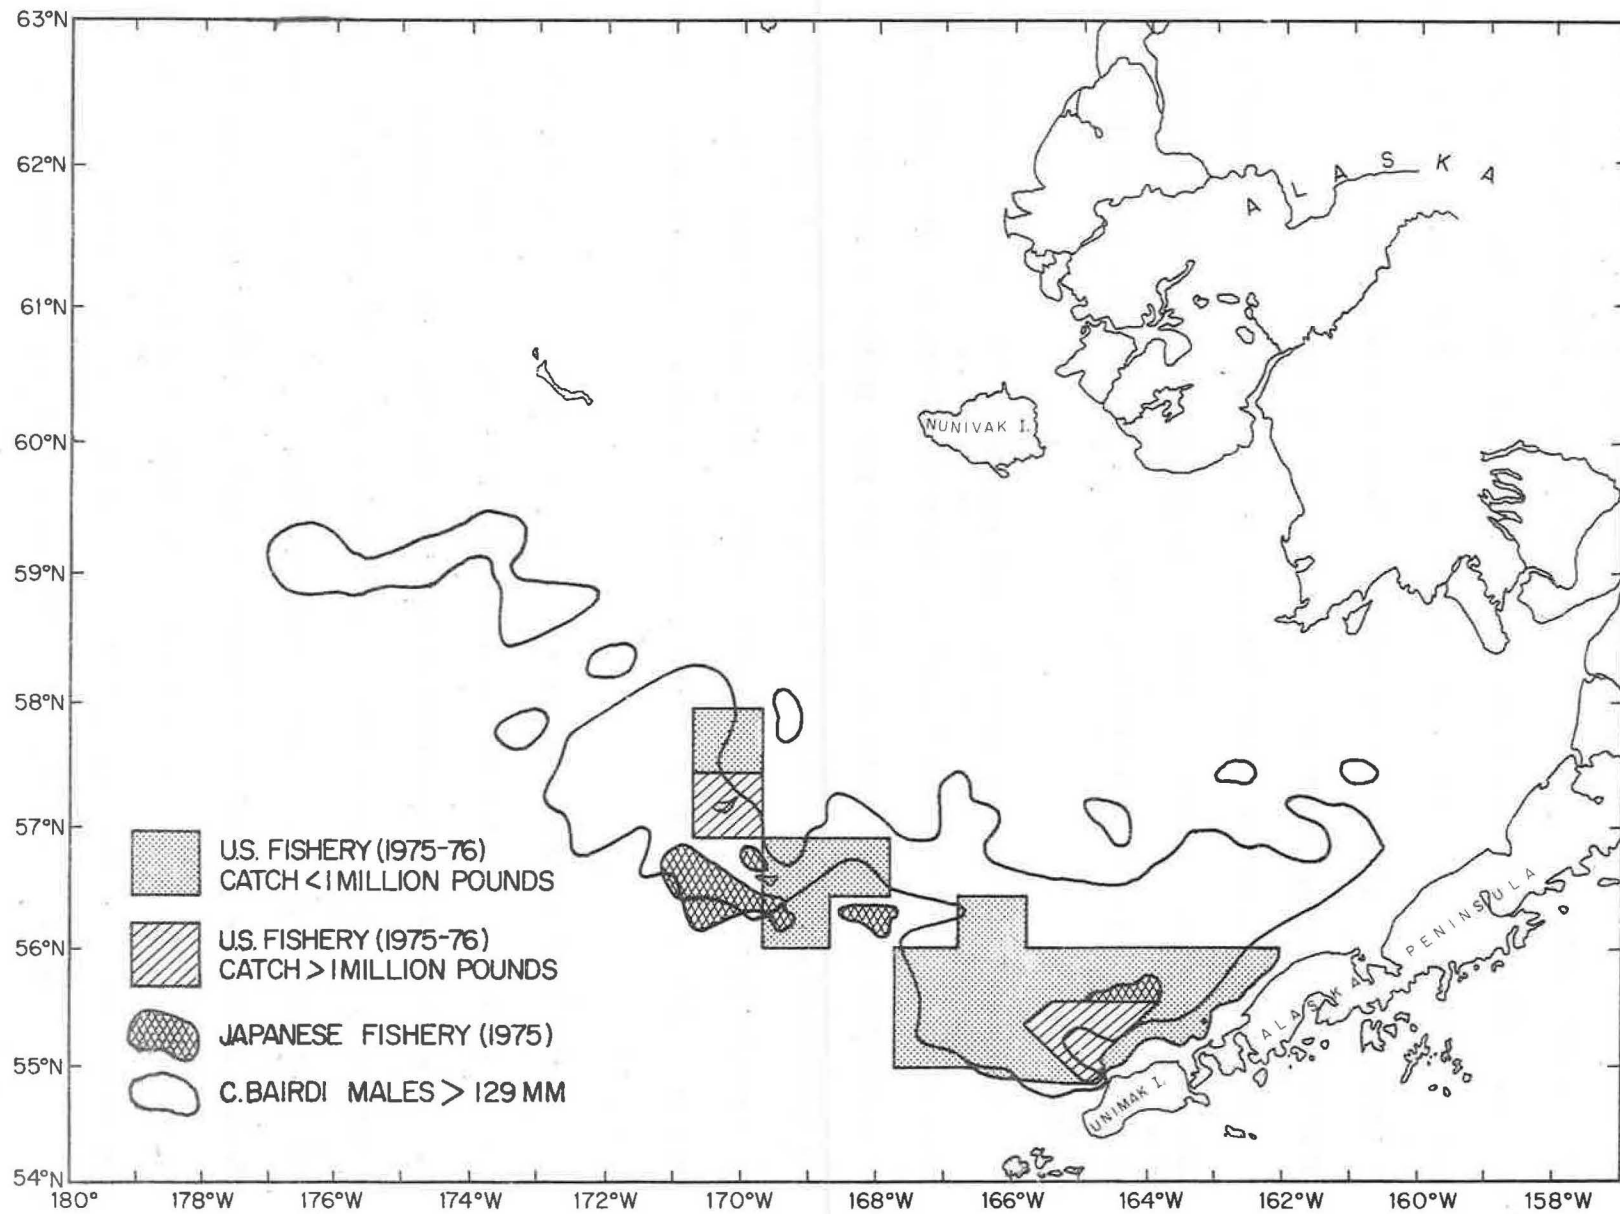 63°N
62°N
61°N
60°N
59°N
58°N
57°N
56°N
55°N
54°N
ALASKA
NUNIVAK I.
U.S. FISHERY (1975-76)
CATCH < 1 MILLION POUNDS
U.S. FISHERY (1975-76)
CATCH > 1 MILLION POUNDS
JAPANESE FISHERY (1975)
C. BAIRDI MALES > 129 MM
ALASKA PENINSULA
UNIMAK I.
180° 178°W 176°W 174°W 172°W 170°W 168°W 166°W 164°W 162°W 160°W 158°W